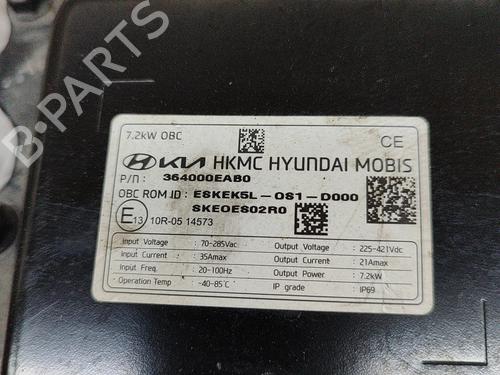 B-PARTS
7.2kW OBC
CE
HKMC HYUNDAI MOBIS
P/N : 364000EAB0
OBC ROM ID : ESKEK5L-OS1-D000
SKEOES02R0
E13 10R-05 14573
Input Voltage : 70-285Vac Output Voltage : 225-421Vdc
Input Current : 35Amax Output Current : 21Amax
Input Freq. : 20-100Hz Output Power : 7.2kW
Operation Temp : -40-85℃ IP grade : IP69